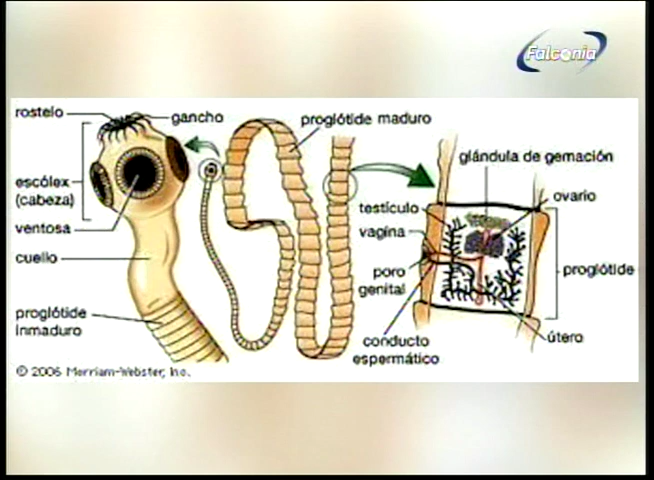 Falconia
rostelo
gancho
proglótide maduro
escólex
(cabeza)
ventosa
cuello
proglótide
inmaduro
glándula de gemación
ovario
testículo
vagina
proglótide
poro
genital
útero
conducto
espermático
© 2006 Merriam-Webster, Inc.